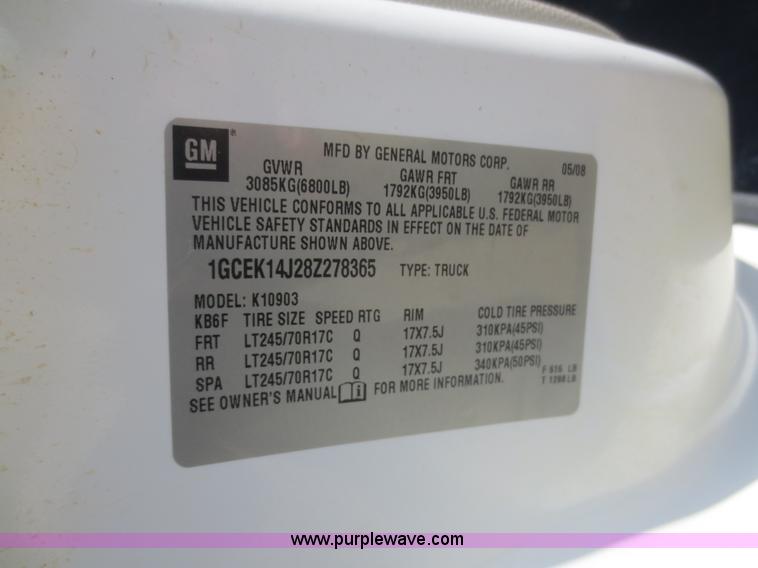 GM
MFD BY GENERAL MOTORS CORP. 05/08
GVWR GAWR FRT GAWR RR
3085KG(6800LB) 1792KG(3950LB) 1792KG(3950LB)
THIS VEHICLE CONFORMS TO ALL APPLICABLE U.S. FEDERAL MOTOR
VEHICLE SAFETY STANDARDS IN EFFECT ON THE DATE OF
MANUFACTURE SHOWN ABOVE.
1GCEK14J28Z278365 TYPE: TRUCK
MODEL: K10903
KB6F TIRE SIZE SPEED RTG RIM COLD TIRE PRESSURE
FRT LT245/70R17C Q 17X7.5J 310KPA(45PSI)
RR LT245/70R17C Q 17X7.5J 310KPA(45PSI)
SPA LT245/70R17C Q 17X7.5J 340KPA(50PSI)
F 616 LB
T 1298 LB
SEE OWNER'S MANUAL FOR MORE INFORMATION.
www.purplewave.com